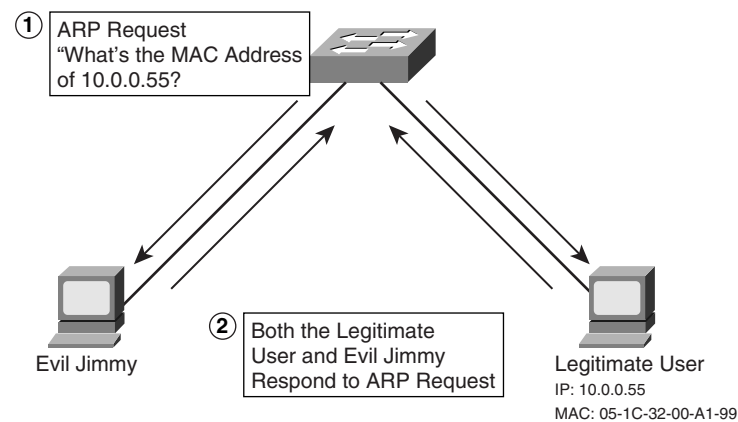 1
ARP Request
“What’s the MAC Address
of 10.0.0.55?
2
Both the Legitimate
User and Evil Jimmy
Respond to ARP Request
Evil Jimmy
Legitimate User
IP: 10.0.0.55
MAC: 05-1C-32-00-A1-99